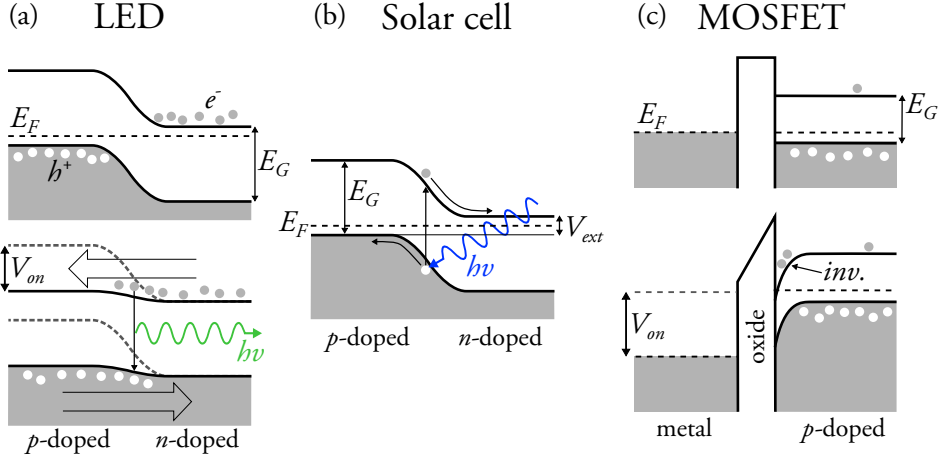 (a) LED
e⁻
E_F
h⁺
E_G
V_on
hν
p-doped n-doped
(b) Solar cell
E_G
E_F
V_ext
hν
p-doped n-doped
(c) MOSFET
E_F
E_G
inv.
V_on
oxide
metal p-doped